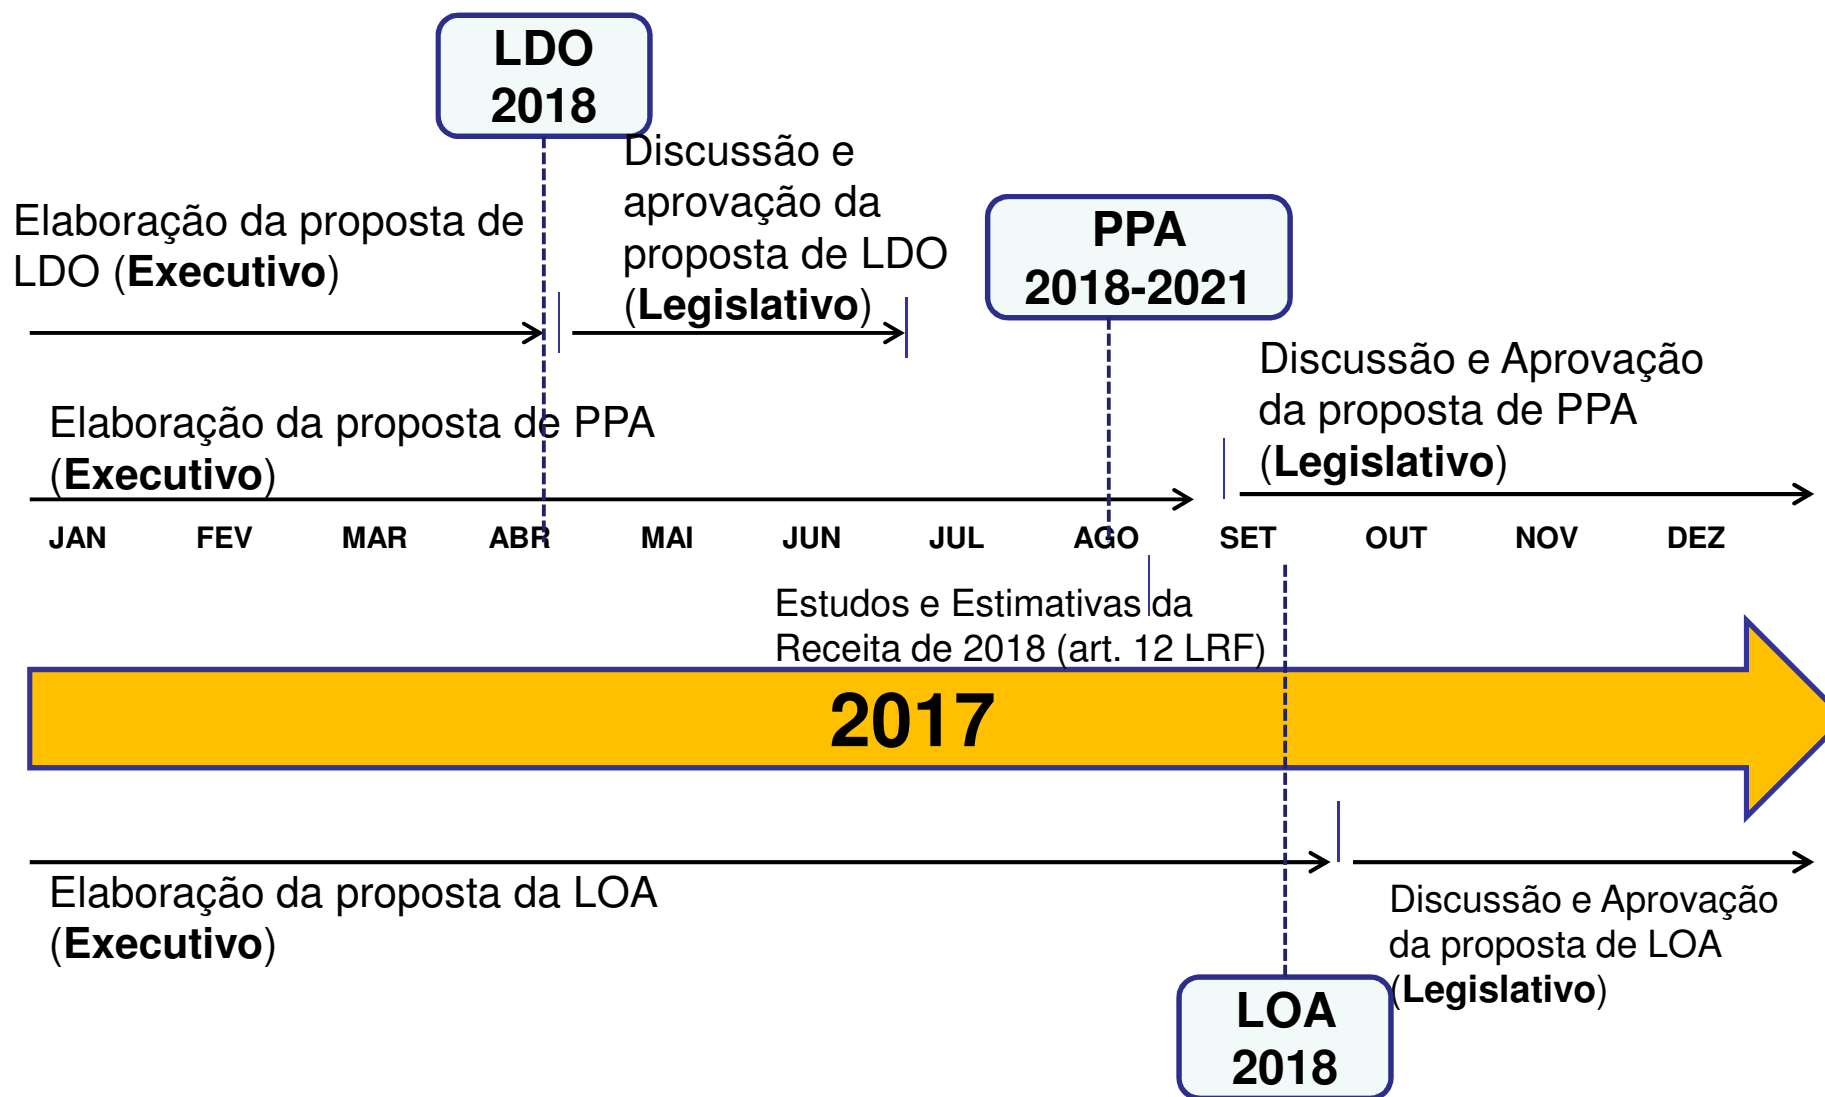 LDO
2018
Discussão e
aprovação da
proposta de LDO
(Legislativo)
Elaboração da proposta de
LDO (Executivo)
PPA
2018-2021
Discussão e Aprovação
da proposta de PPA
(Legislativo)
Elaboração da proposta de PPA
(Executivo)
JAN FEV MAR ABR MAI JUN JUL AGO SET OUT NOV DEZ
Estudos e Estimativas da
Receita de 2018 (art. 12 LRF)
2017
Elaboração da proposta da LOA
(Executivo)
Discussão e Aprovação
da proposta de LOA
(Legislativo)
LOA
2018